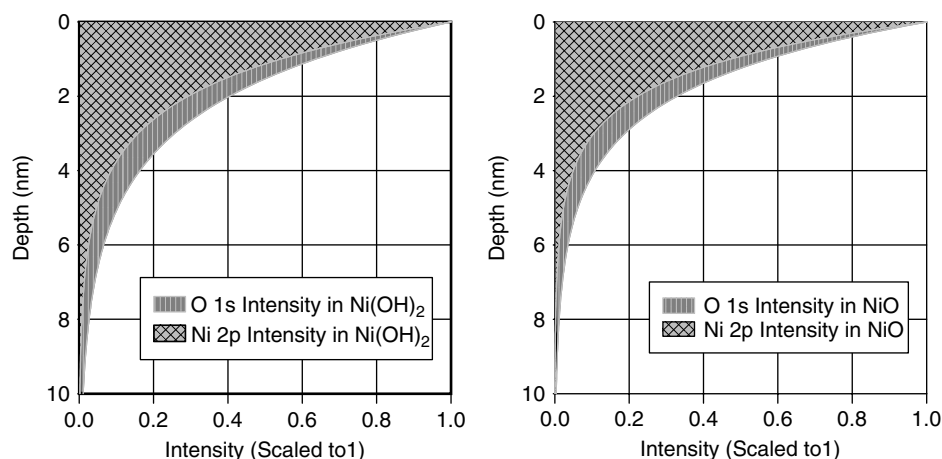 0
2
4
6
8
10
Depth (nm)
O 1s Intensity in Ni(OH)2
Ni 2p Intensity in Ni(OH)2
0.0 0.2 0.4 0.6 0.8 1.0
Intensity (Scaled to1)
0
2
4
6
8
10
Depth (nm)
O 1s Intensity in NiO
Ni 2p Intensity in NiO
0.0 0.2 0.4 0.6 0.8 1.0
Intensity (Scaled to1)